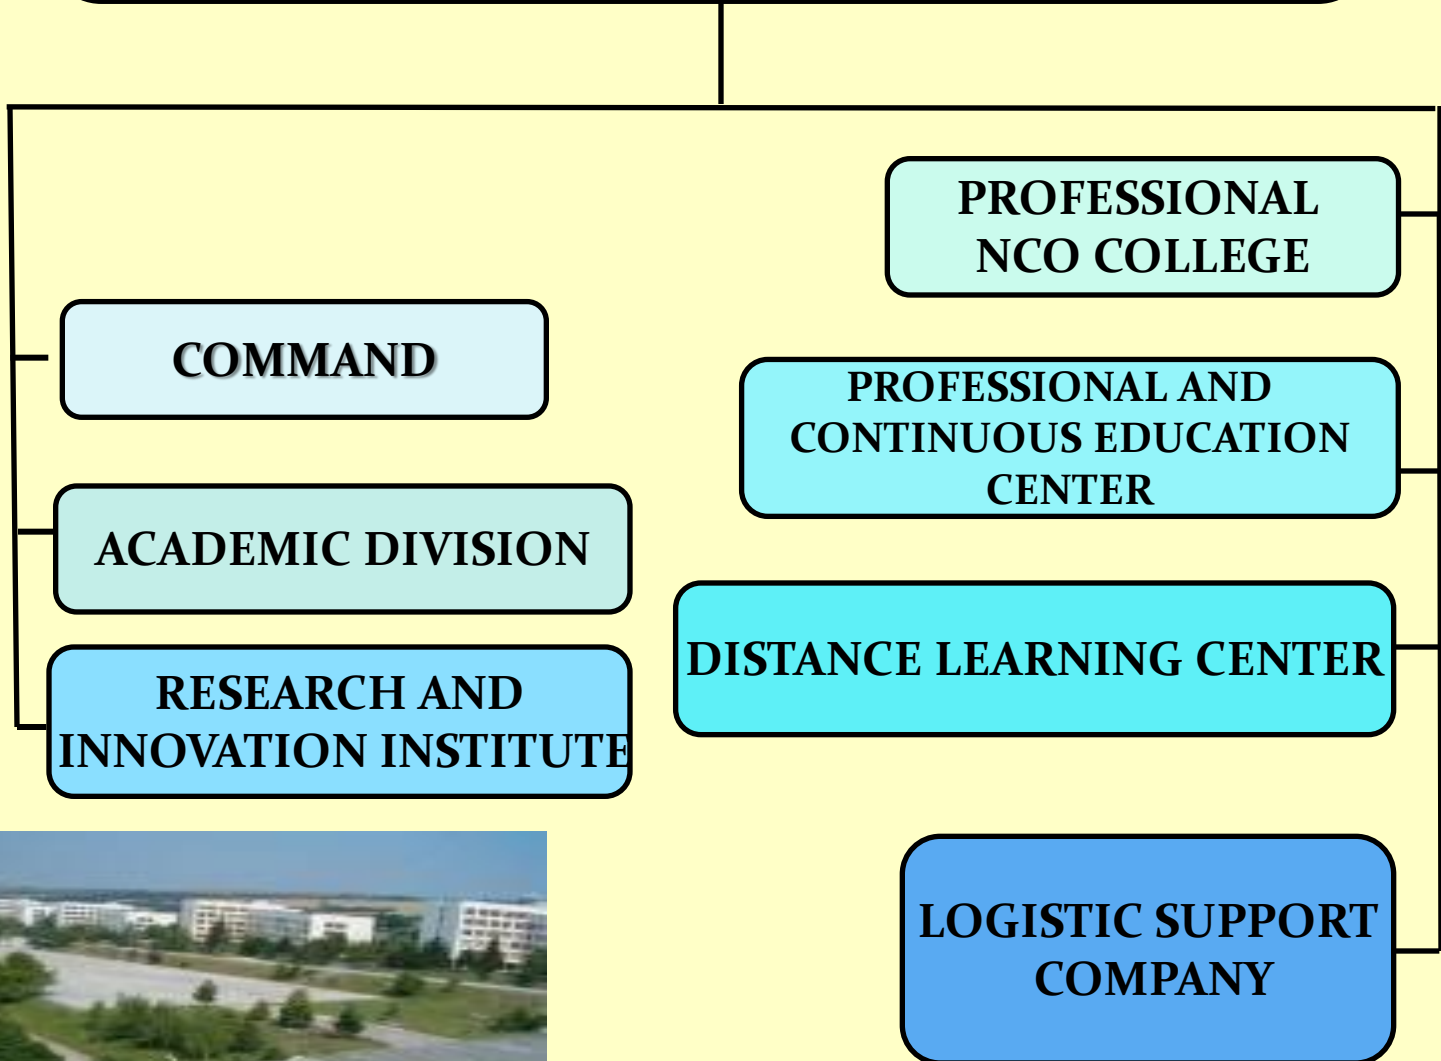 COMMAND
ACADEMIC DIVISION
RESEARCH AND
INNOVATION INSTITUTE
PROFESSIONAL
NCO COLLEGE
PROFESSIONAL AND
CONTINUOUS EDUCATION
CENTER
DISTANCE LEARNING CENTER
LOGISTIC SUPPORT
COMPANY